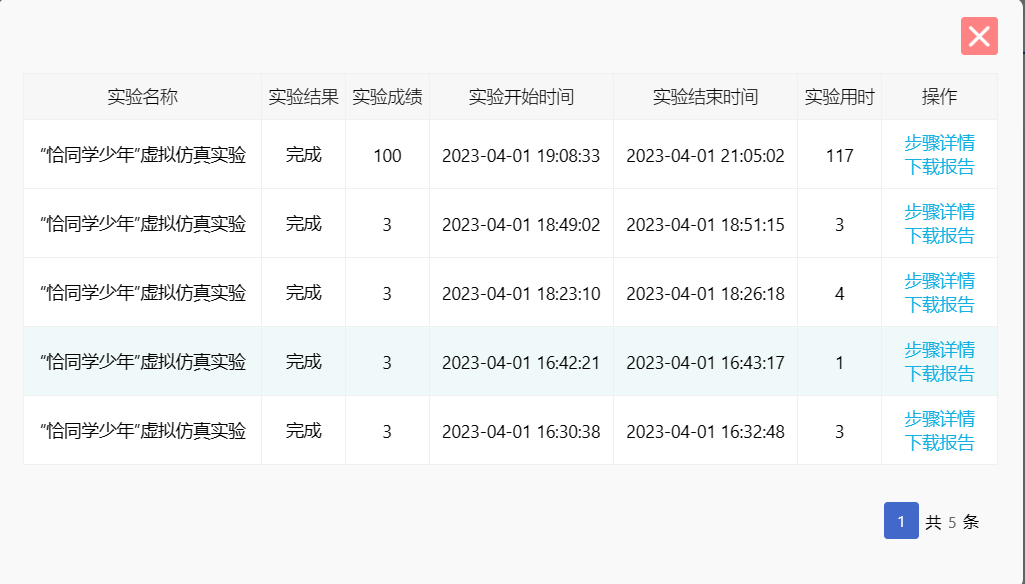 实验名称 实验结果 实验成绩 实验开始时间 实验结束时间 实验用时 操作
“恰同学少年”虚拟仿真实验 完成 100 2023-04-01 19:08:33 2023-04-01 21:05:02 117 步骤详情
下载报告
“恰同学少年”虚拟仿真实验 完成 3 2023-04-01 18:49:02 2023-04-01 18:51:15 3 步骤详情
下载报告
“恰同学少年”虚拟仿真实验 完成 3 2023-04-01 18:23:10 2023-04-01 18:26:18 4 步骤详情
下载报告
“恰同学少年”虚拟仿真实验 完成 3 2023-04-01 16:42:21 2023-04-01 16:43:17 1 步骤详情
下载报告
“恰同学少年”虚拟仿真实验 完成 3 2023-04-01 16:30:38 2023-04-01 16:32:48 3 步骤详情
下载报告
1 共 5 条